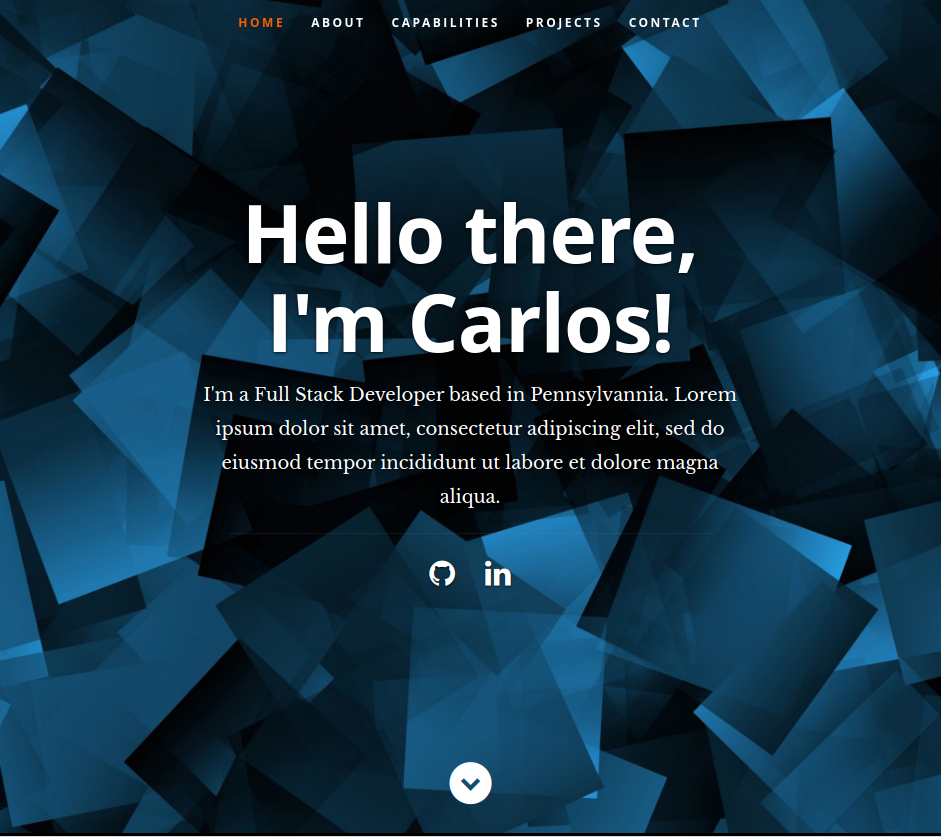 HOME ABOUT CAPABILITIES PROJECTS CONTACT
Hello there,
I'm Carlos!
I'm a Full Stack Developer based in Pennsylvannia. Lorem
ipsum dolor sit amet, consectetur adipiscing elit, sed do
eiusmod tempor incididunt ut labore et dolore magna
aliqua.
in